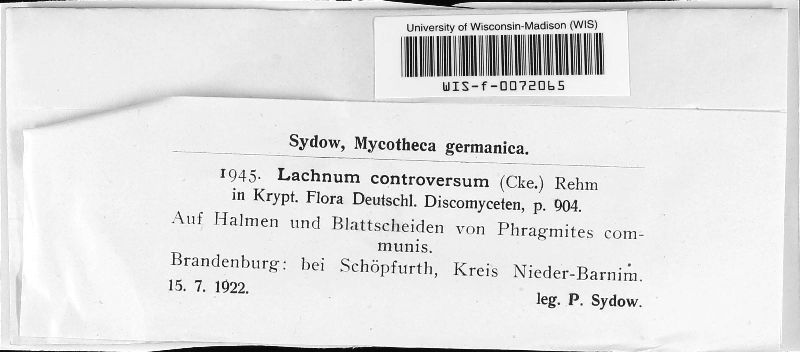 University of Wisconsin-Madison (WIS)
WIS-f-0072065
Sydow, Mycotheca germanica.
1945. Lachnum controversum (Cke.) Rehm
in Krypt. Flora Deutschl. Discomyceten, p. 904.
Auf Halmen und Blattscheiden von Phragmites com-
munis.
Brandenburg: bei Schöpfurth, Kreis Nieder-Barnim.
15. 7. 1922.
leg. P. Sydow.